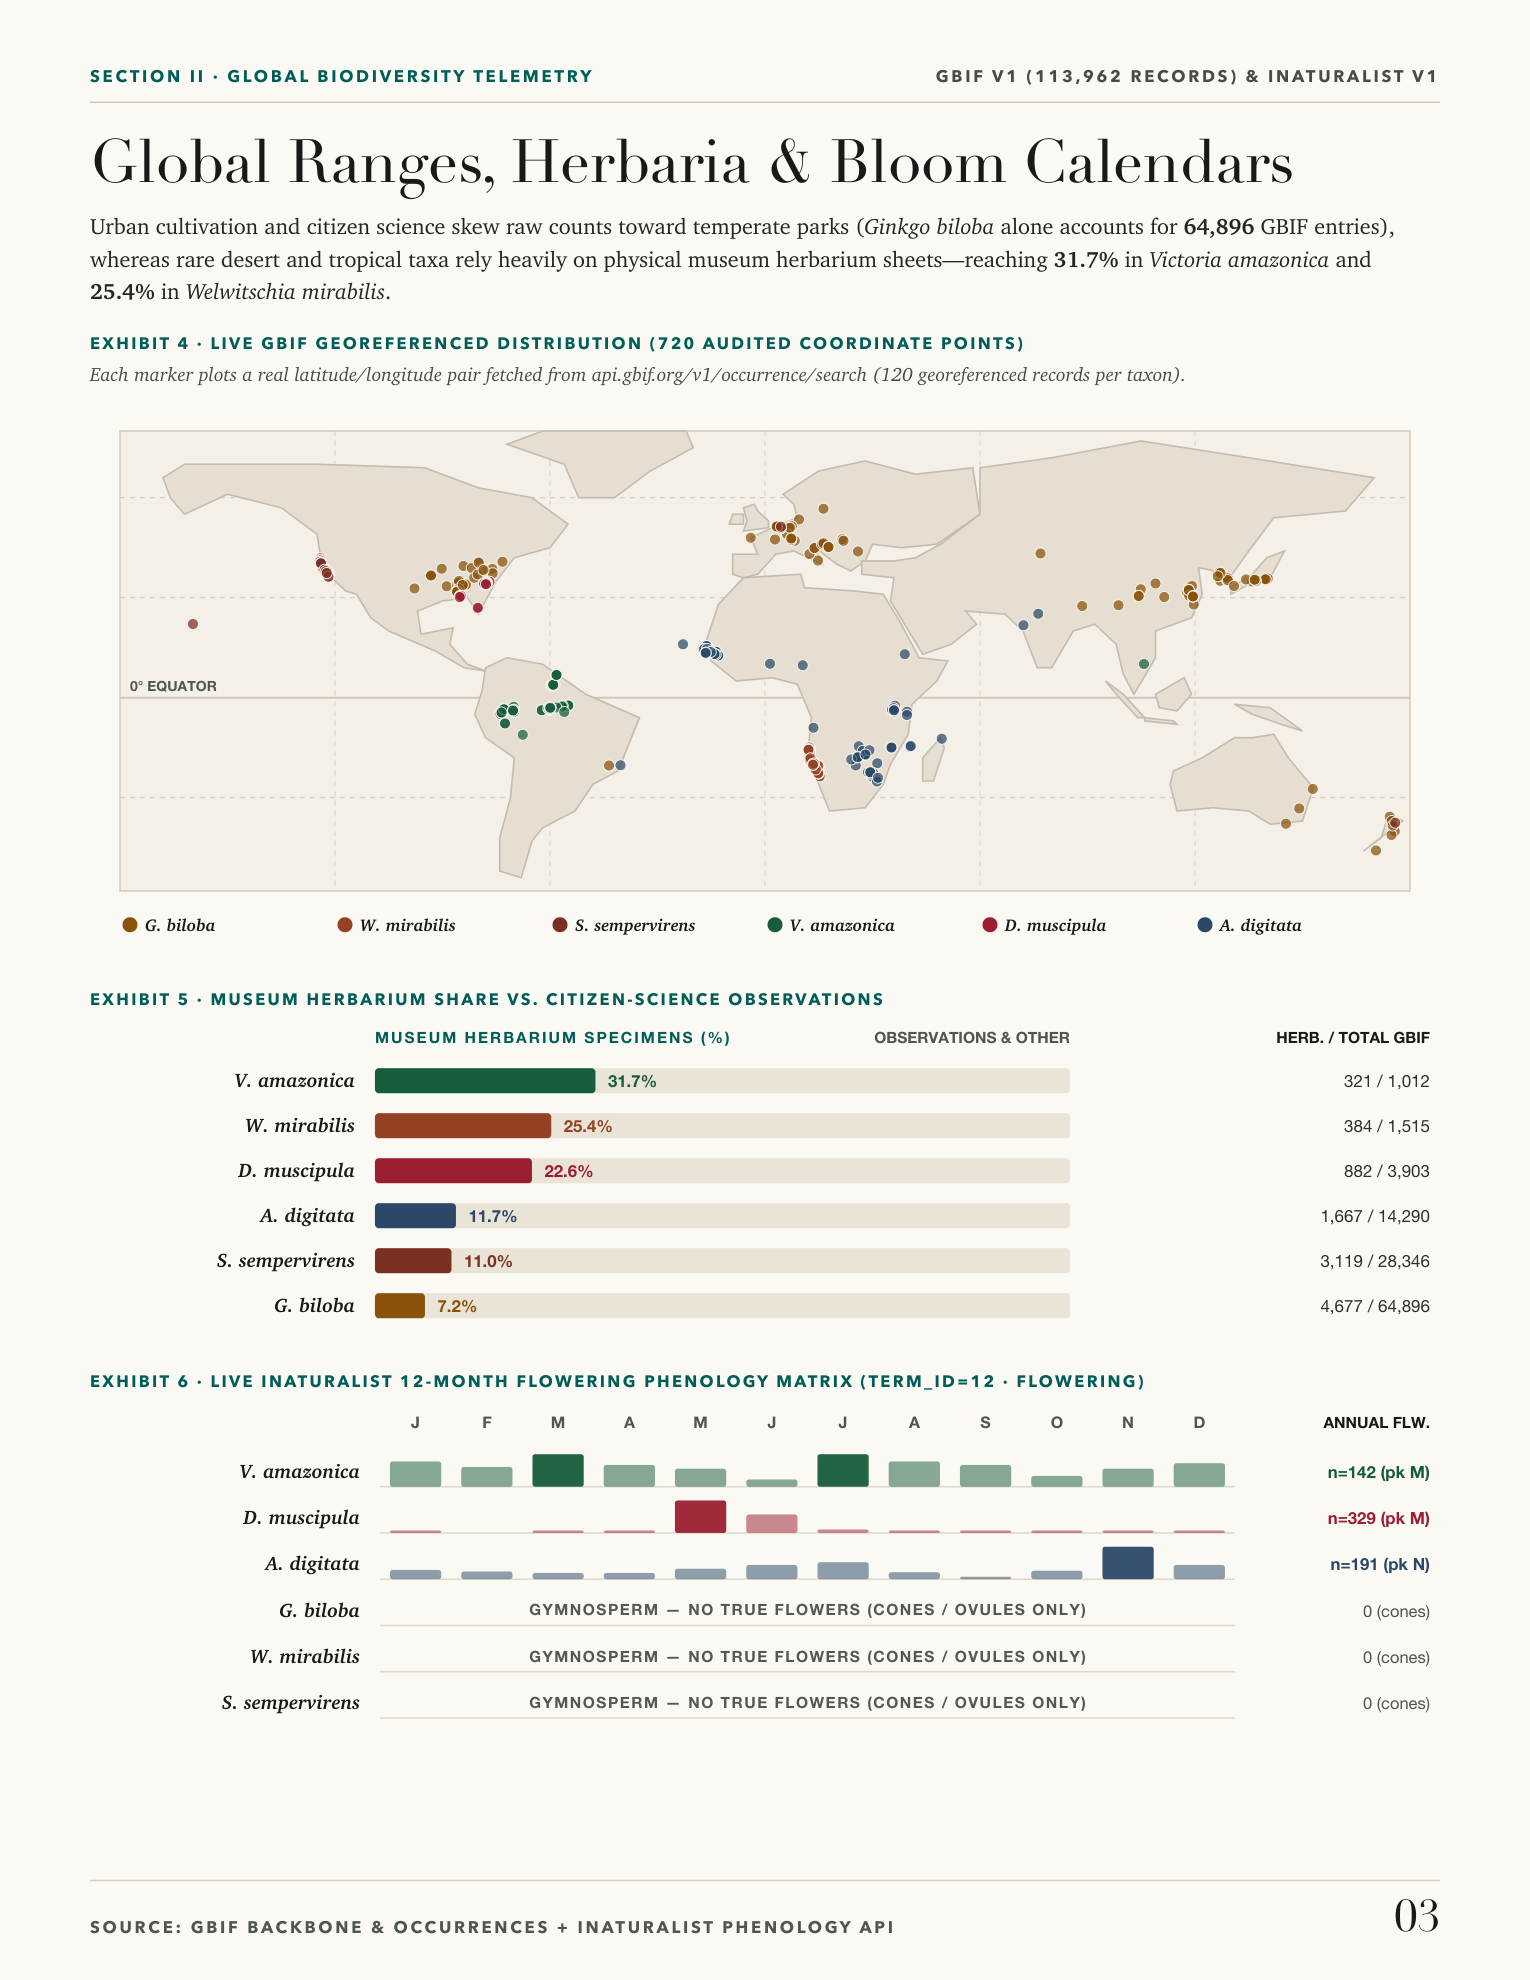 SECTION II · GLOBAL BIODIVERSITY TELEMETRY
GBIF V1 (113,962 RECORDS) & INATURALIST V1
Global Ranges, Herbaria & Bloom Calendars
Urban cultivation and citizen science skew raw counts toward temperate parks (Ginkgo biloba alone accounts for 64,896 GBIF entries),
whereas rare desert and tropical taxa rely heavily on physical museum herbarium sheets—reaching 31.7% in Victoria amazonica and
25.4% in Welwitschia mirabilis.
EXHIBIT 4 · LIVE GBIF GEOREFERENCED DISTRIBUTION (720 AUDITED COORDINATE POINTS)
Each marker plots a real latitude/longitude pair fetched from api.gbif.org/v1/occurrence/search (120 georeferenced records per taxon).
0° EQUATOR
G. biloba W. mirabilis S. sempervirens V. amazonica D. muscipula A. digitata
EXHIBIT 5 · MUSEUM HERBARIUM SHARE VS. CITIZEN-SCIENCE OBSERVATIONS
MUSEUM HERBARIUM SPECIMENS (%) OBSERVATIONS & OTHER HERB. / TOTAL GBIF
V. amazonica 31.7% 321 / 1,012
W. mirabilis 25.4% 384 / 1,515
D. muscipula 22.6% 882 / 3,903
A. digitata 11.7% 1,667 / 14,290
S. sempervirens 11.0% 3,119 / 28,346
G. biloba 7.2% 4,677 / 64,896
EXHIBIT 6 · LIVE INATURALIST 12-MONTH FLOWERING PHENOLOGY MATRIX (TERM_ID=12 · FLOWERING)
J F M A M J J A S O N D ANNUAL FLW.
V. amazonica n=142 (pk M)
D. muscipula n=329 (pk M)
A. digitata n=191 (pk N)
G. biloba GYMNOSPERM — NO TRUE FLOWERS (CONES / OVULES ONLY) 0 (cones)
W. mirabilis GYMNOSPERM — NO TRUE FLOWERS (CONES / OVULES ONLY) 0 (cones)
S. sempervirens GYMNOSPERM — NO TRUE FLOWERS (CONES / OVULES ONLY) 0 (cones)
SOURCE: GBIF BACKBONE & OCCURRENCES + INATURALIST PHENOLOGY API
03